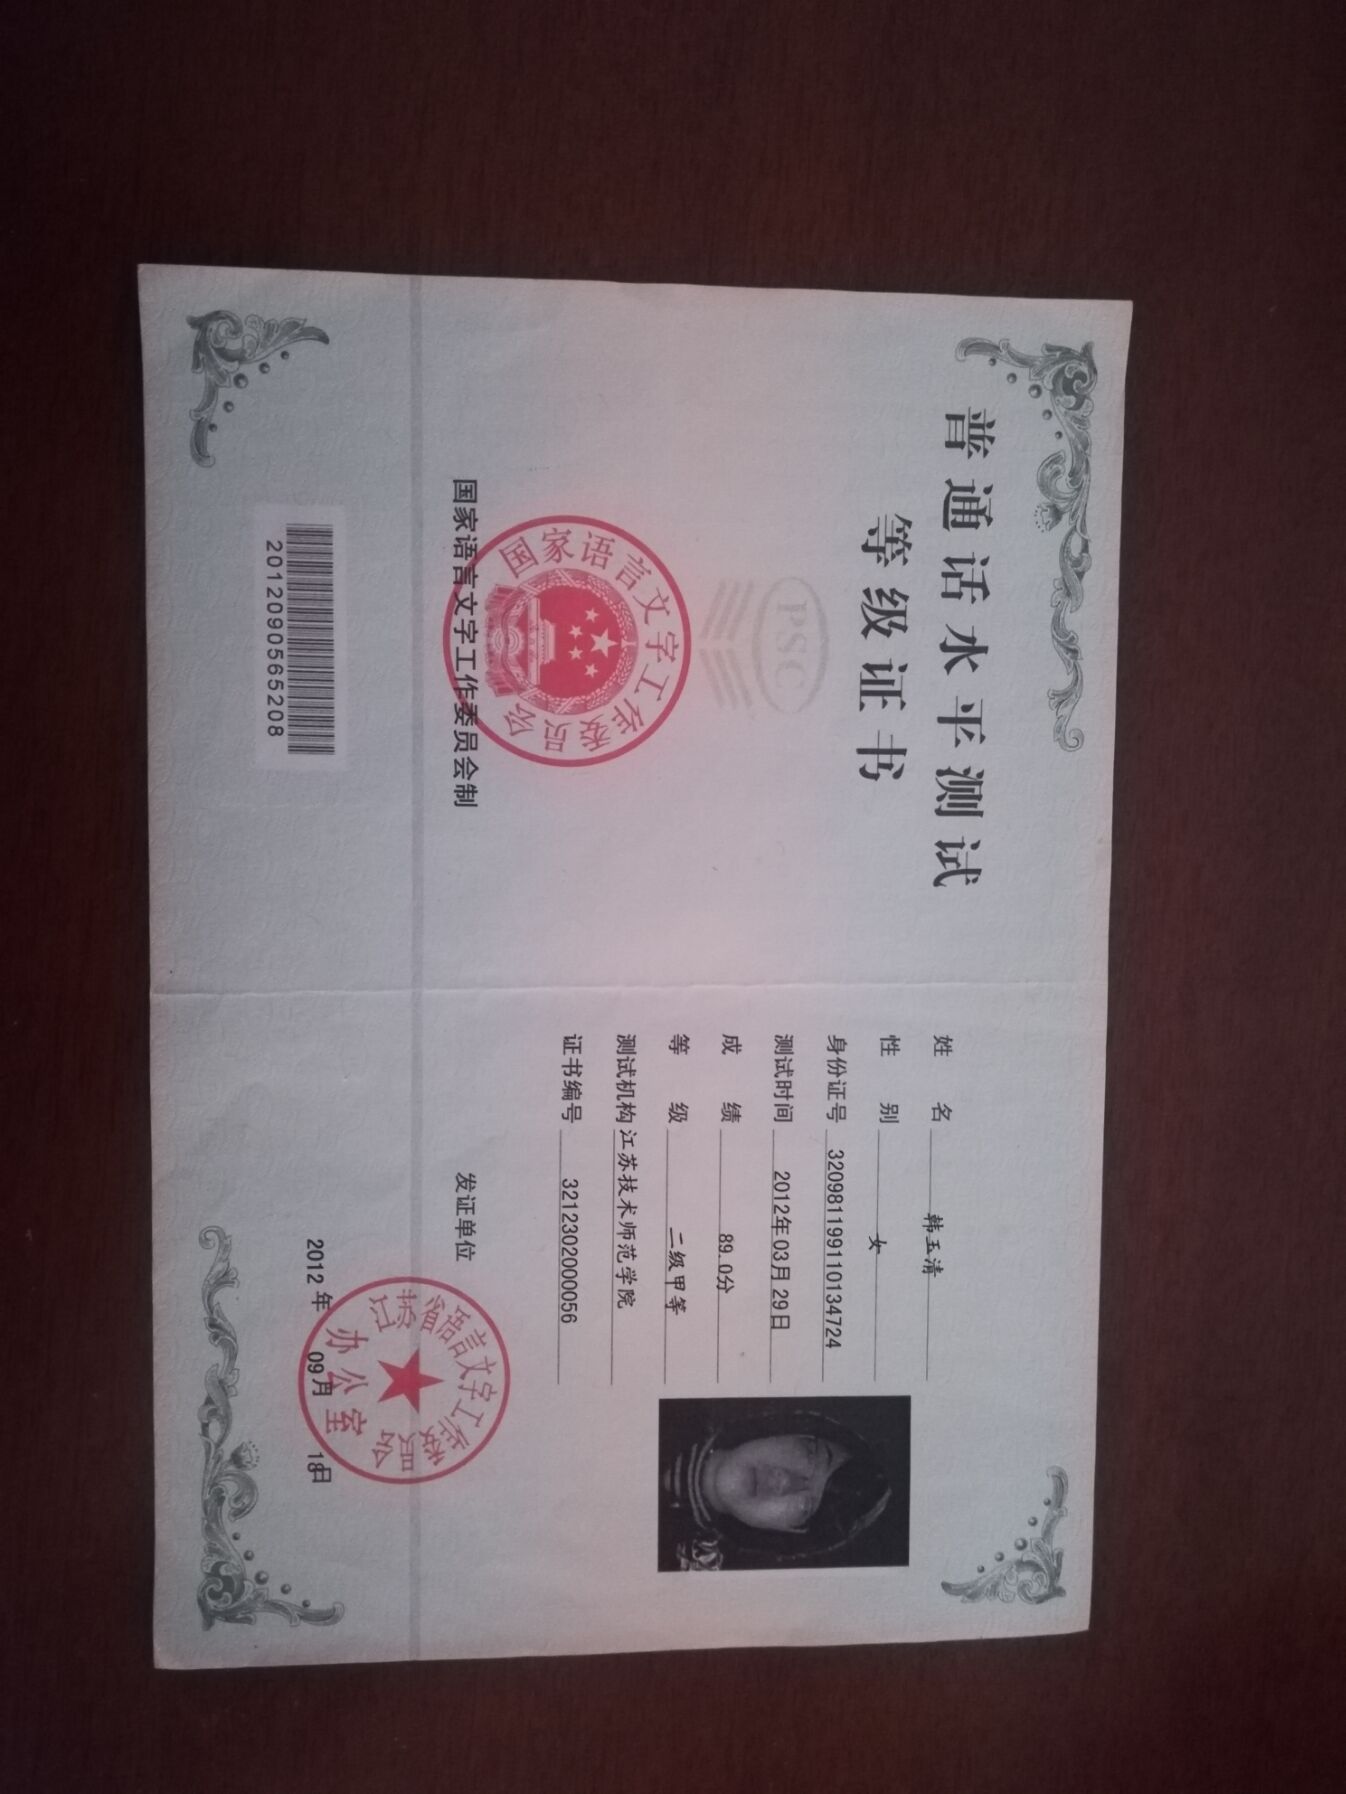 普通话水平测试
等级证书
PSC
国家语言文字工作委员会
国家语言文字工作委员会制
20120905652​08
姓 名 韩玉清
性 别 女
身份证号 320981199110134724
测试时间 2012年03月29日
成 绩 89.0分
等 级 二级甲等
测试机构 江苏技术师范学院
证书编号 3212302000056
发证单位
江苏省语言文字工作委员会
办公室
2012 年 09月 18日